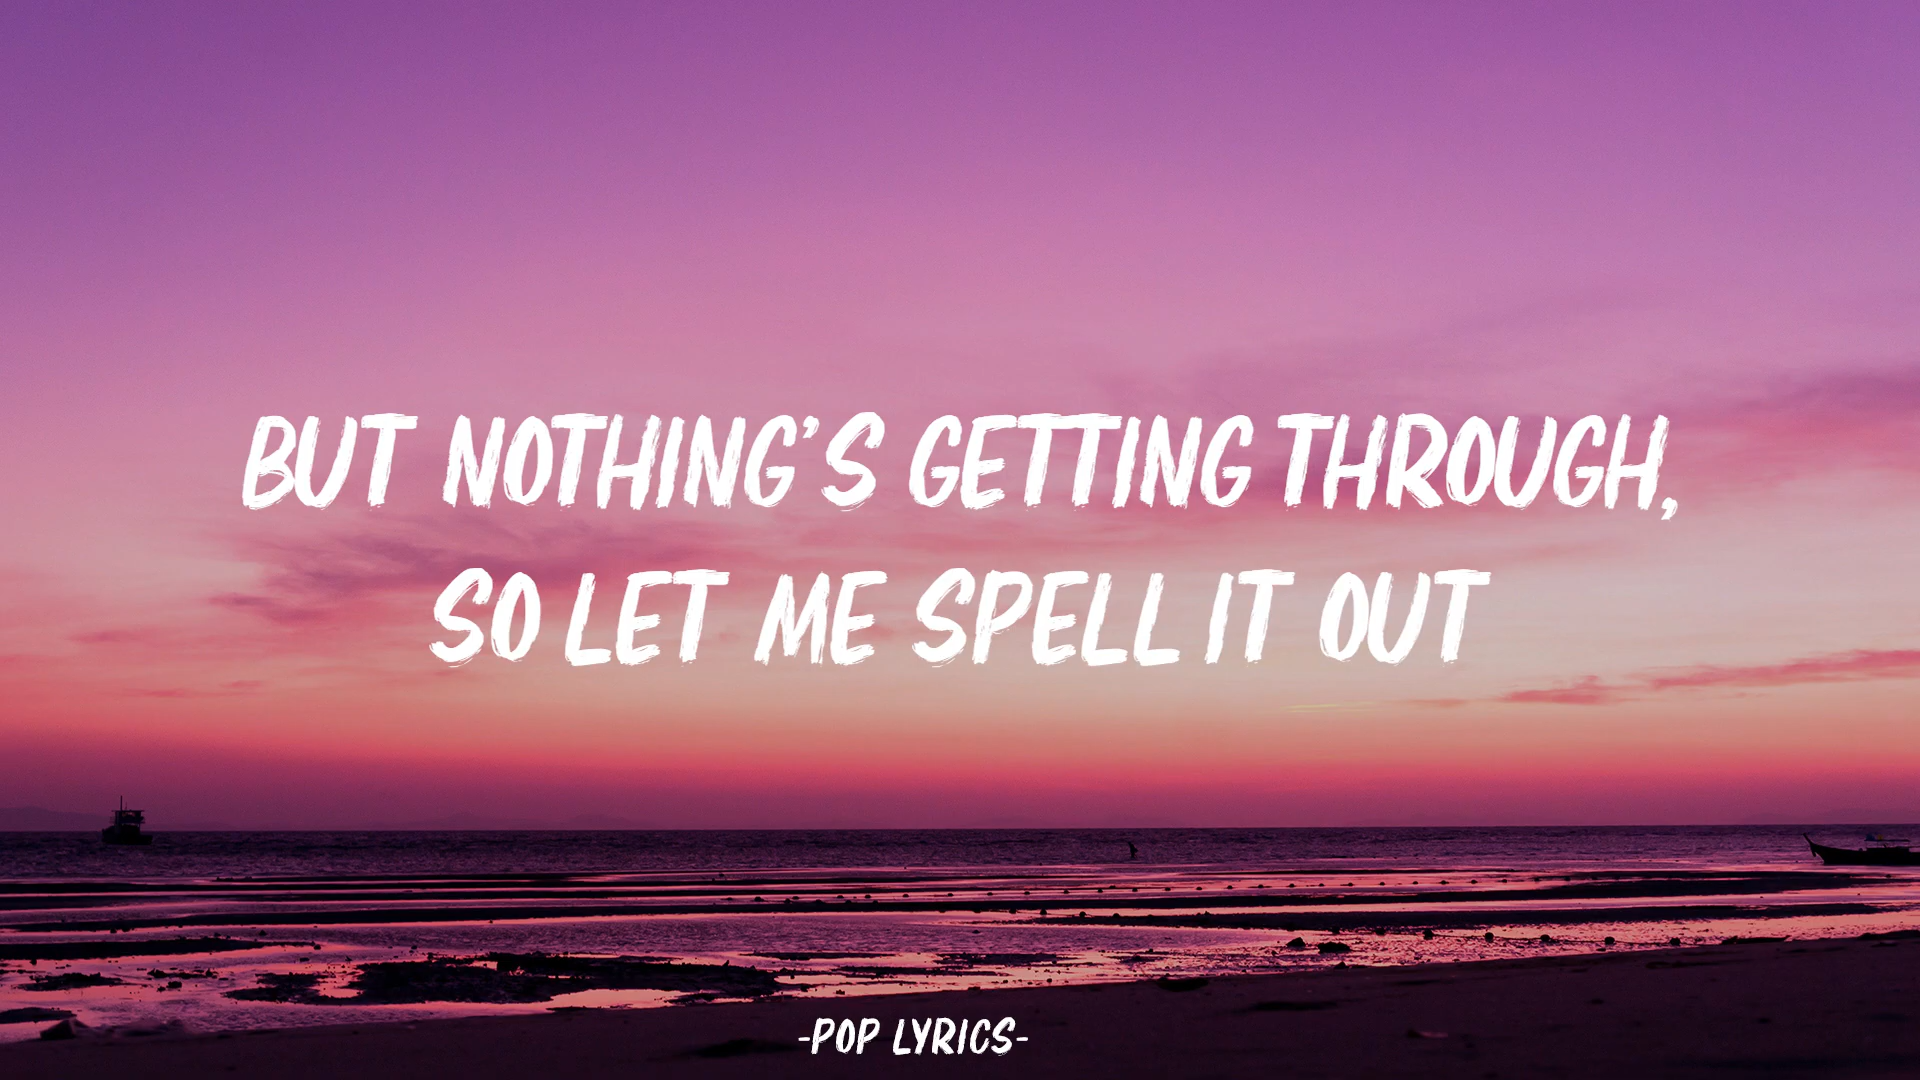 BUT NOTHING'S GETTING THROUGH,
SO LET ME SPELL IT OUT
-POP LYRICS-